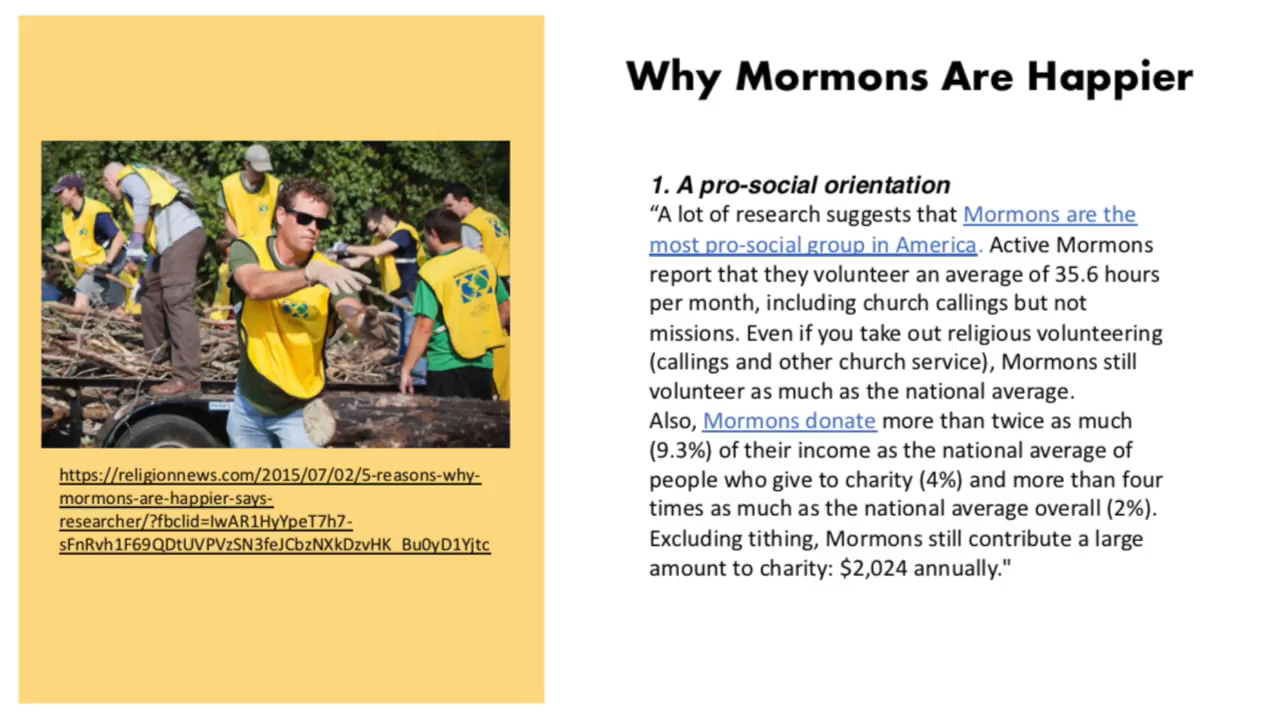 Why Mormons Are Happier
1. A pro-social orientation
“A lot of research suggests that Mormons are the
most pro-social group in America. Active Mormons
report that they volunteer an average of 35.6 hours
per month, including church callings but not
missions. Even if you take out religious volunteering
(callings and other church service), Mormons still
volunteer as much as the national average.
Also, Mormons donate more than twice as much
(9.3%) of their income as the national average of
people who give to charity (4%) and more than four
times as much as the national average overall (2%).
Excluding tithing, Mormons still contribute a large
amount to charity: $2,024 annually."
https://religionnews.com/2015/07/02/5-reasons-why-
mormons-are-happier-says-
researcher/?fbclid=IwAR1HyYpeT7h7-
sFnRvh1F69QDtUVPVzSN3feJCbzNXkDzvHK_Bu0yD1Yjtc